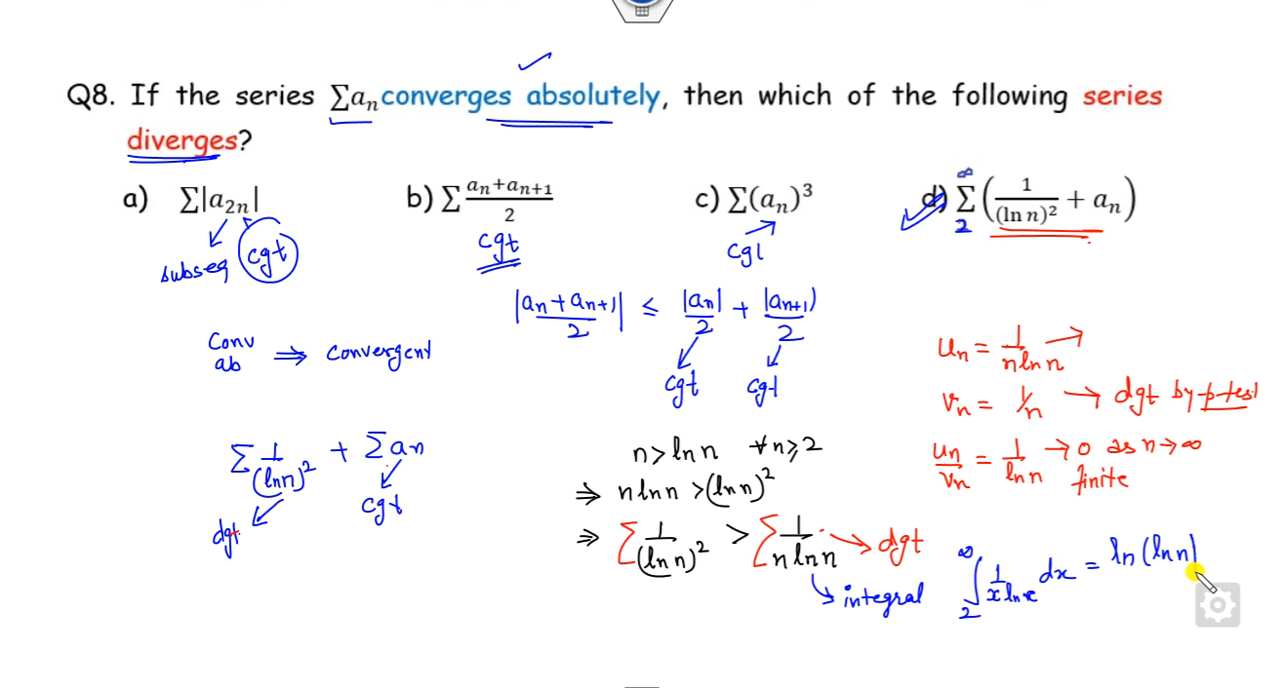 Q8. If the series ∑aₙ converges absolutely, then which of the following series
diverges?
a) ∑|a₂ₙ|
b) ∑ (aₙ+aₙ₊₁)/2
c) ∑(aₙ)³
d) ∑ (1/(ln n)² + aₙ)
∞
2
subseq
cgt
cgt
cgt
|aₙ + aₙ₊₁|/2 ≤ |aₙ|/2 + |aₙ₊₁|/2
cgt cgt
Conv
ab ⇒ convergent
uₙ = 1/(n ln n) →
vₙ = 1/n → dgt by p-test
uₙ/vₙ = 1/ln n → 0 as n→∞
finite
∑ 1/(ln n)² + ∑ aₙ
dgt
cgt
n > ln n ∀ n ≥ 2
⇒ n ln n > (ln n)²
⇒ ∑ 1/(ln n)² > ∑ 1/(n ln n) → dgt
↳ integral
∫₂^∞ 1/(x ln x) dx = ln (ln n)